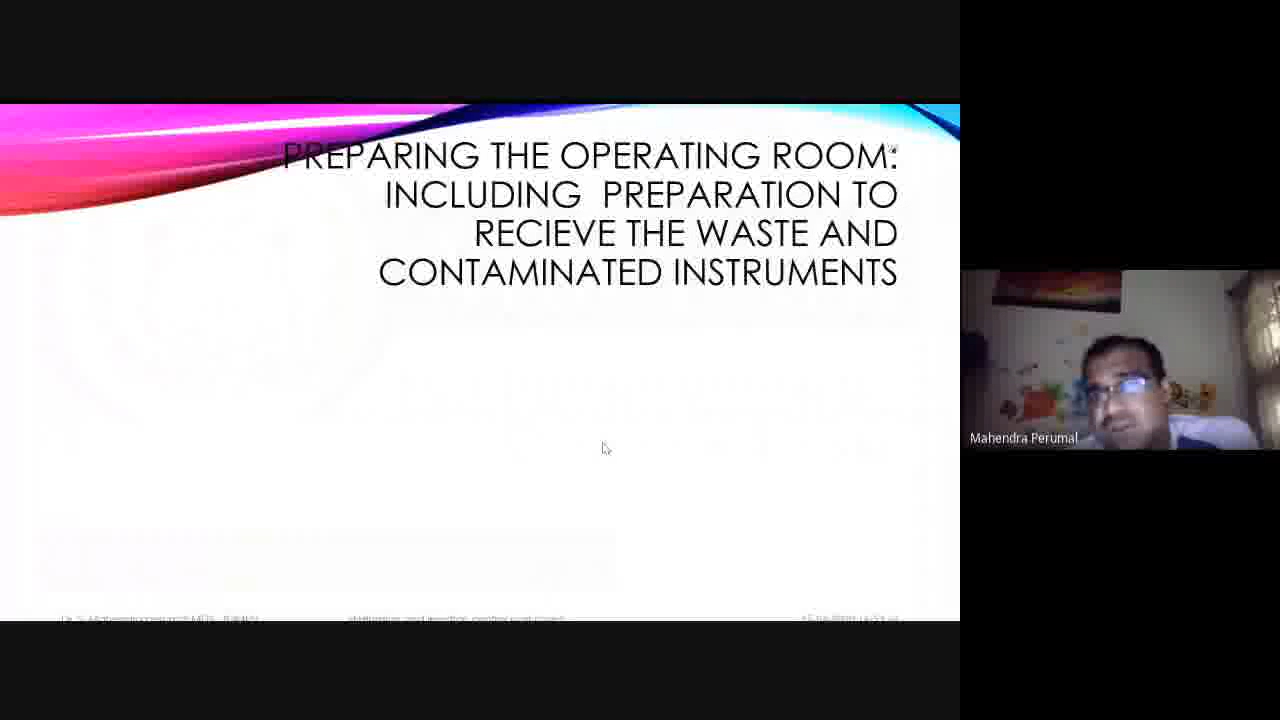 PREPARING THE OPERATING ROOM:
INCLUDING  PREPARATION TO
RECIEVE THE WASTE AND
CONTAMINATED INSTRUMENTS
Mahendra Perumal